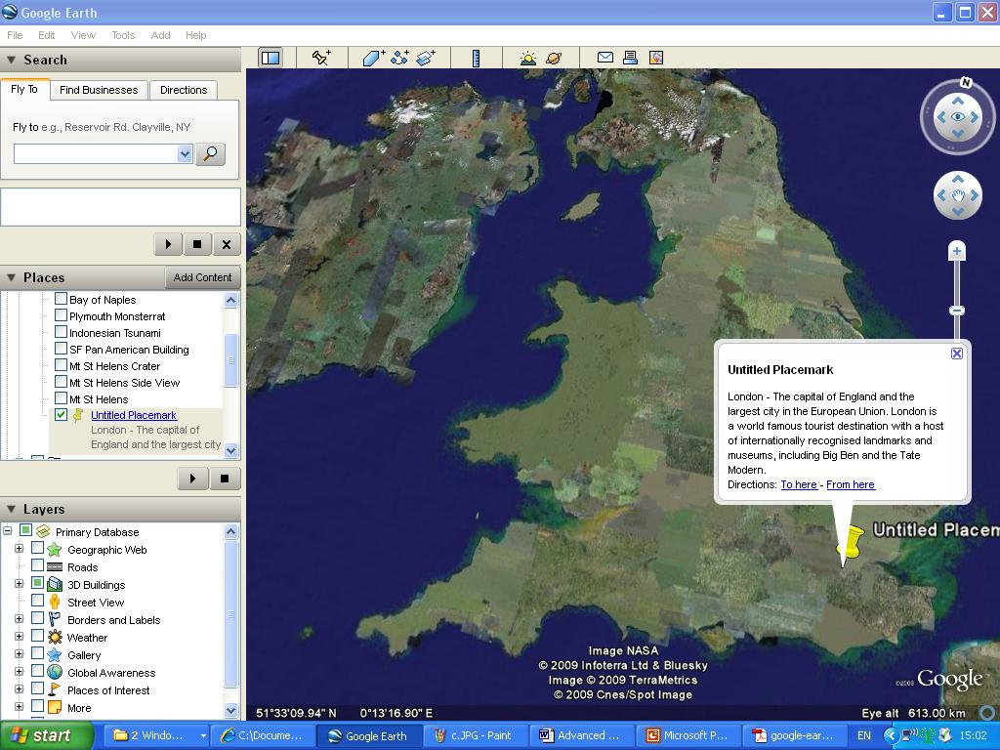 Google Earth
File Edit View Tools Add Help
Search
Fly To Find Businesses Directions
Fly to e.g., Reservoir Rd. Clayville, NY
Places
Add Content
Bay of Naples
Plymouth Monsterrat
Indonesian Tsunami
SF Pan American Building
Mt St Helens Crater
Mt St Helens Side View
Mt St Helens
Untitled Placemark
London - The capital of
England and the largest city
Layers
Primary Database
Geographic Web
Roads
3D Buildings
Street View
Borders and Labels
Weather
Gallery
Global Awareness
Places of Interest
More
N
Untitled Placemark
London - The capital of England and the
largest city in the European Union. London is
a world famous tourist destination with a host
of internationally recognised landmarks and
museums, including Big Ben and the Tate
Modern.
Directions: To here - From here
Untitled Placem
Image NASA
© 2009 Infoterra Ltd & Bluesky
Image © 2009 TerraMetrics
© 2009 Cnes/Spot Image
©2008 Google
51°33'09.94" N 0°13'16.90" E Eye alt 613.00 km
start 2 Windo... C:\Docume... Google Earth c.JPG - Paint Advanced ... Microsoft P... google-ear... EN 15:02